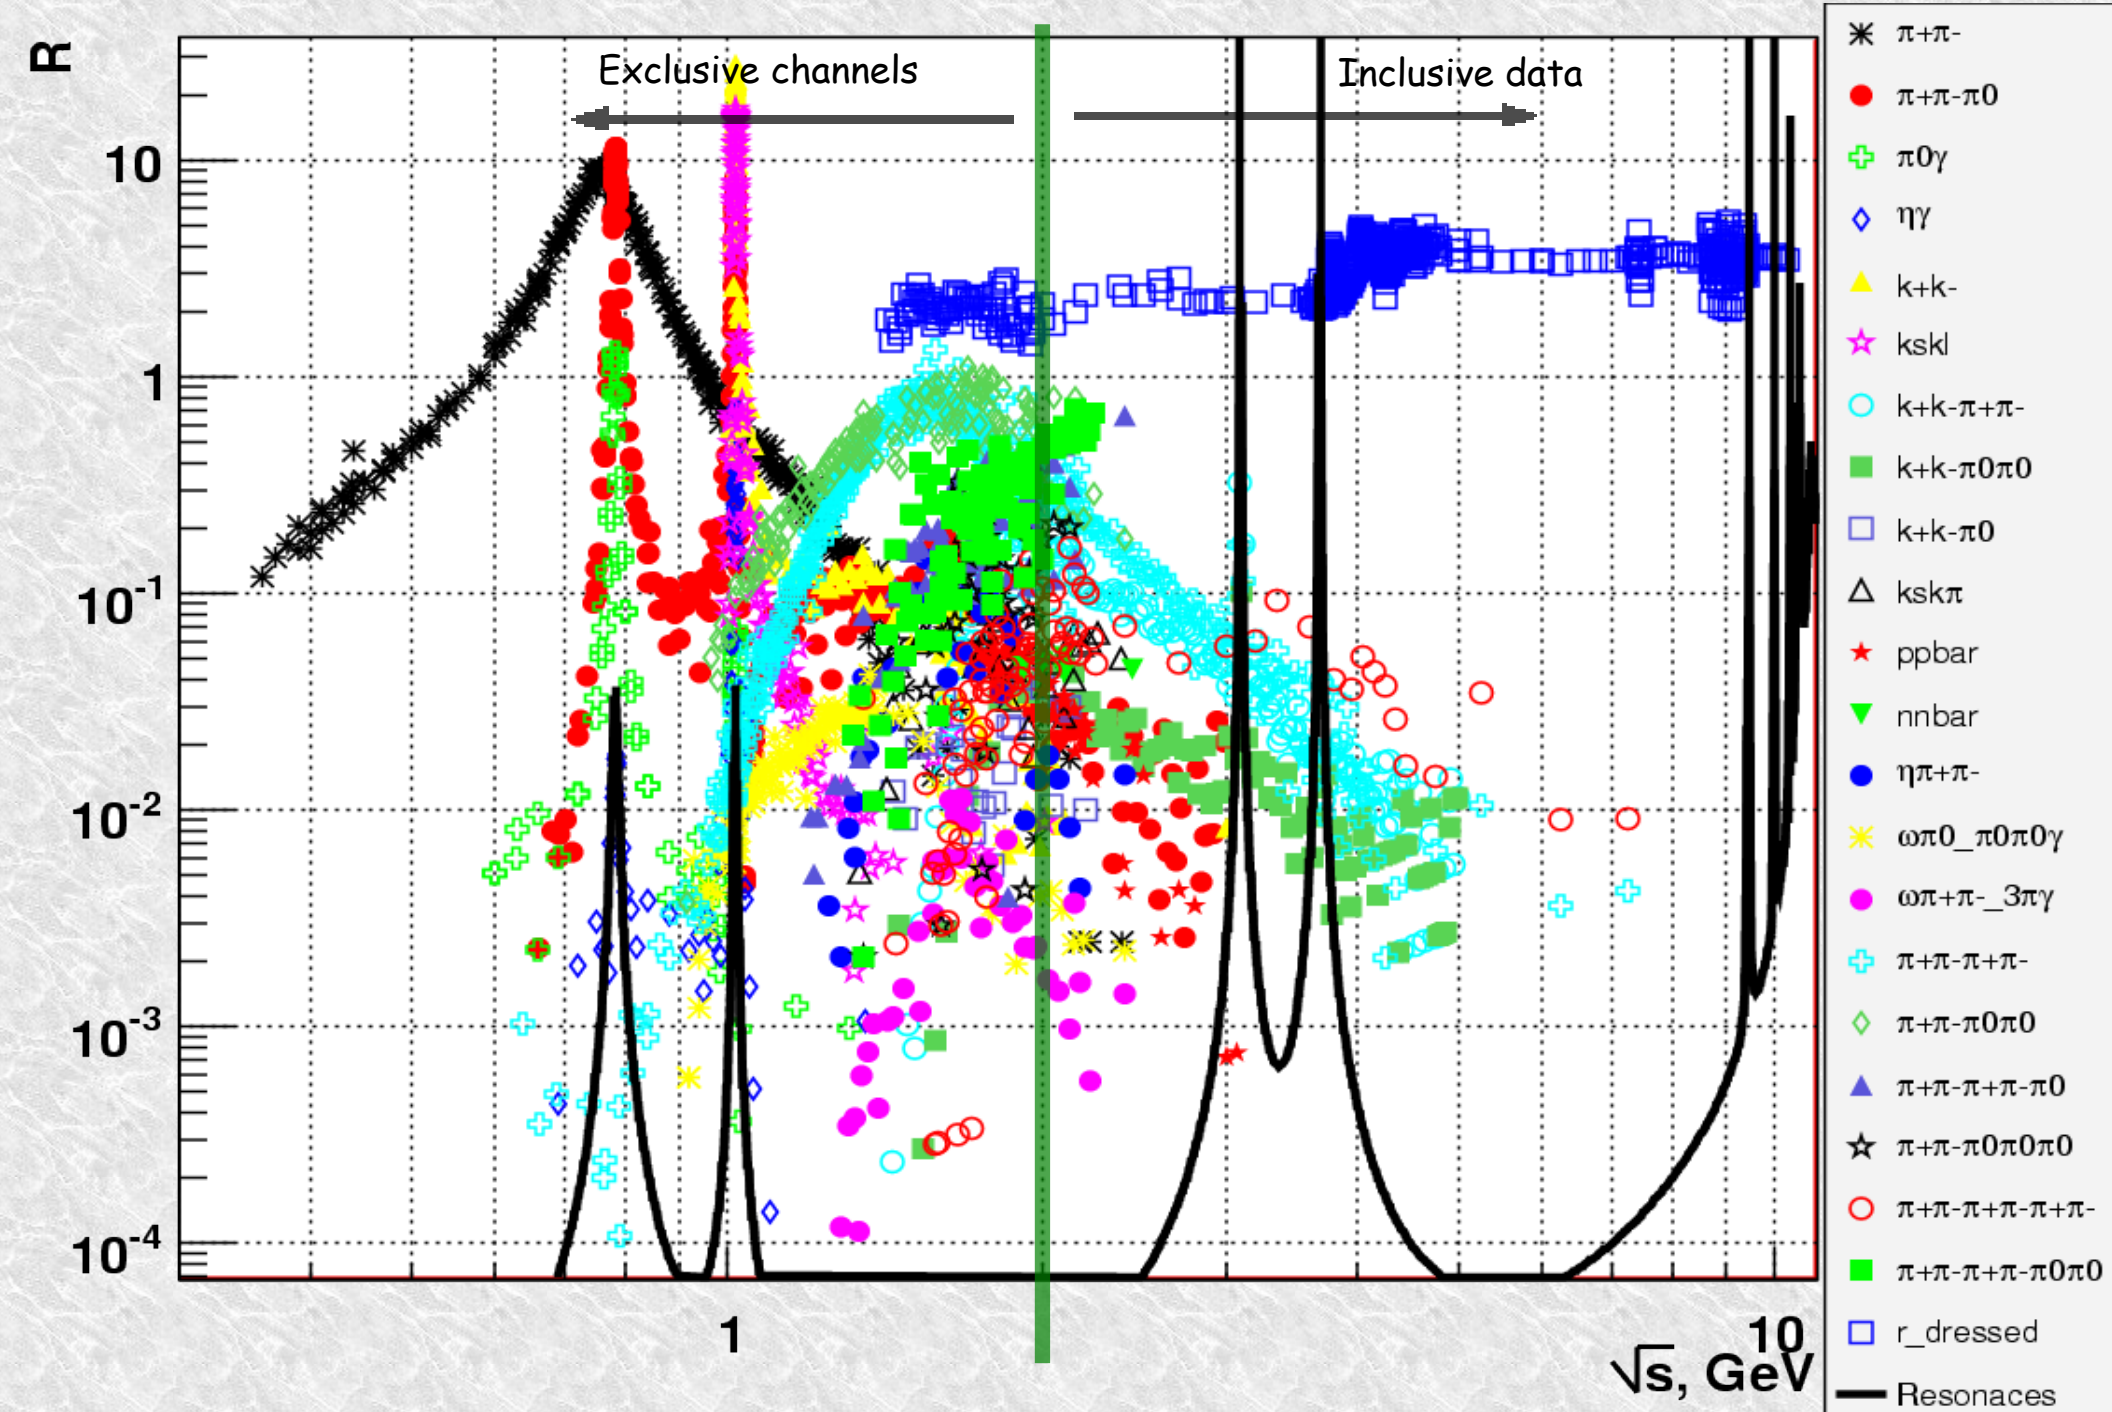 R
Exclusive channels
Inclusive data
10
1
10-1
10-2
10-3
10-4
1
10
√s, GeV
π+π-
π+π-π0
π0γ
ηγ
k+k-
kskl
k+k-π+π-
k+k-π0π0
k+k-π0
kskπ
ppbar
nnbar
ηπ+π-
ωπ0_π0π0γ
ωπ+π-_3πγ
π+π-π+π-
π+π-π0π0
π+π-π+π-π0
π+π-π0π0π0
π+π-π+π-π+π-
π+π-π+π-π0π0
r_dressed
Resonaces